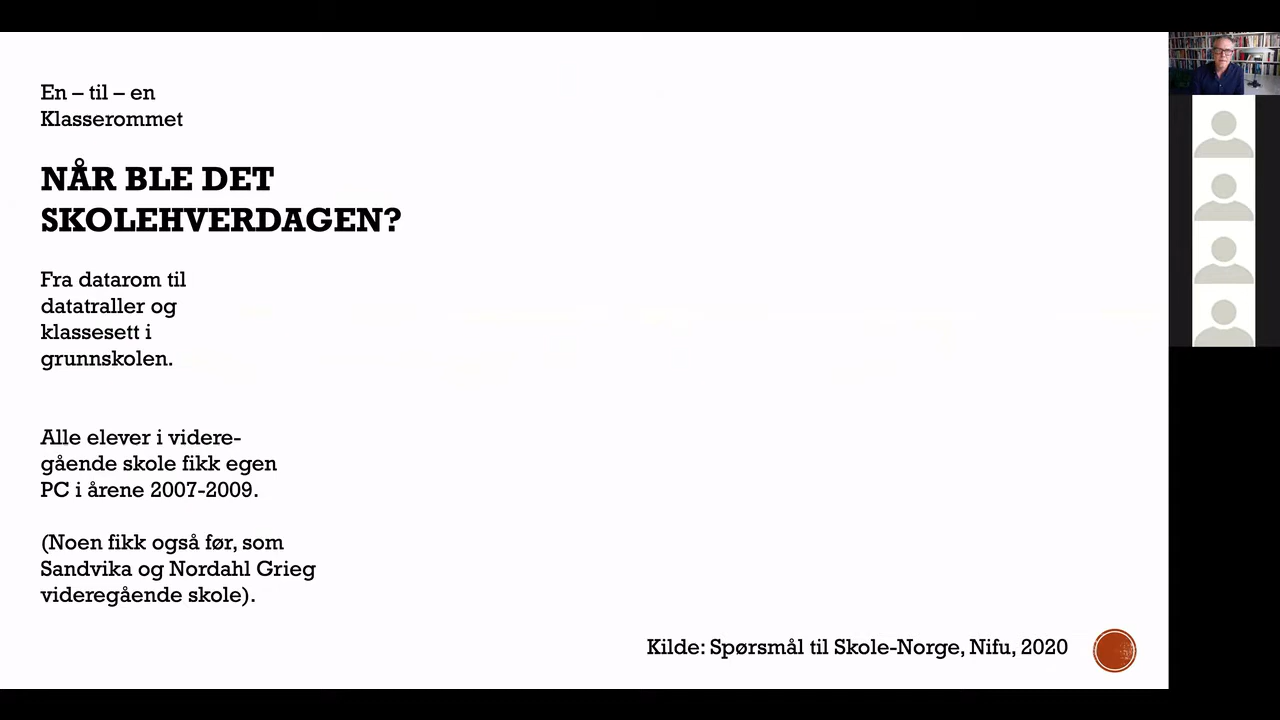 En – til – en
Klasserommet
NÅR BLE DET
SKOLEHVERDAGEN?
Fra datarom til
datatraller og
klassesett i
grunnskolen.
Alle elever i videre-
gående skole fikk egen
PC i årene 2007-2009.
(Noen fikk også før, som
Sandvika og Nordahl Grieg
videregående skole).
Kilde: Spørsmål til Skole-Norge, Nifu, 2020